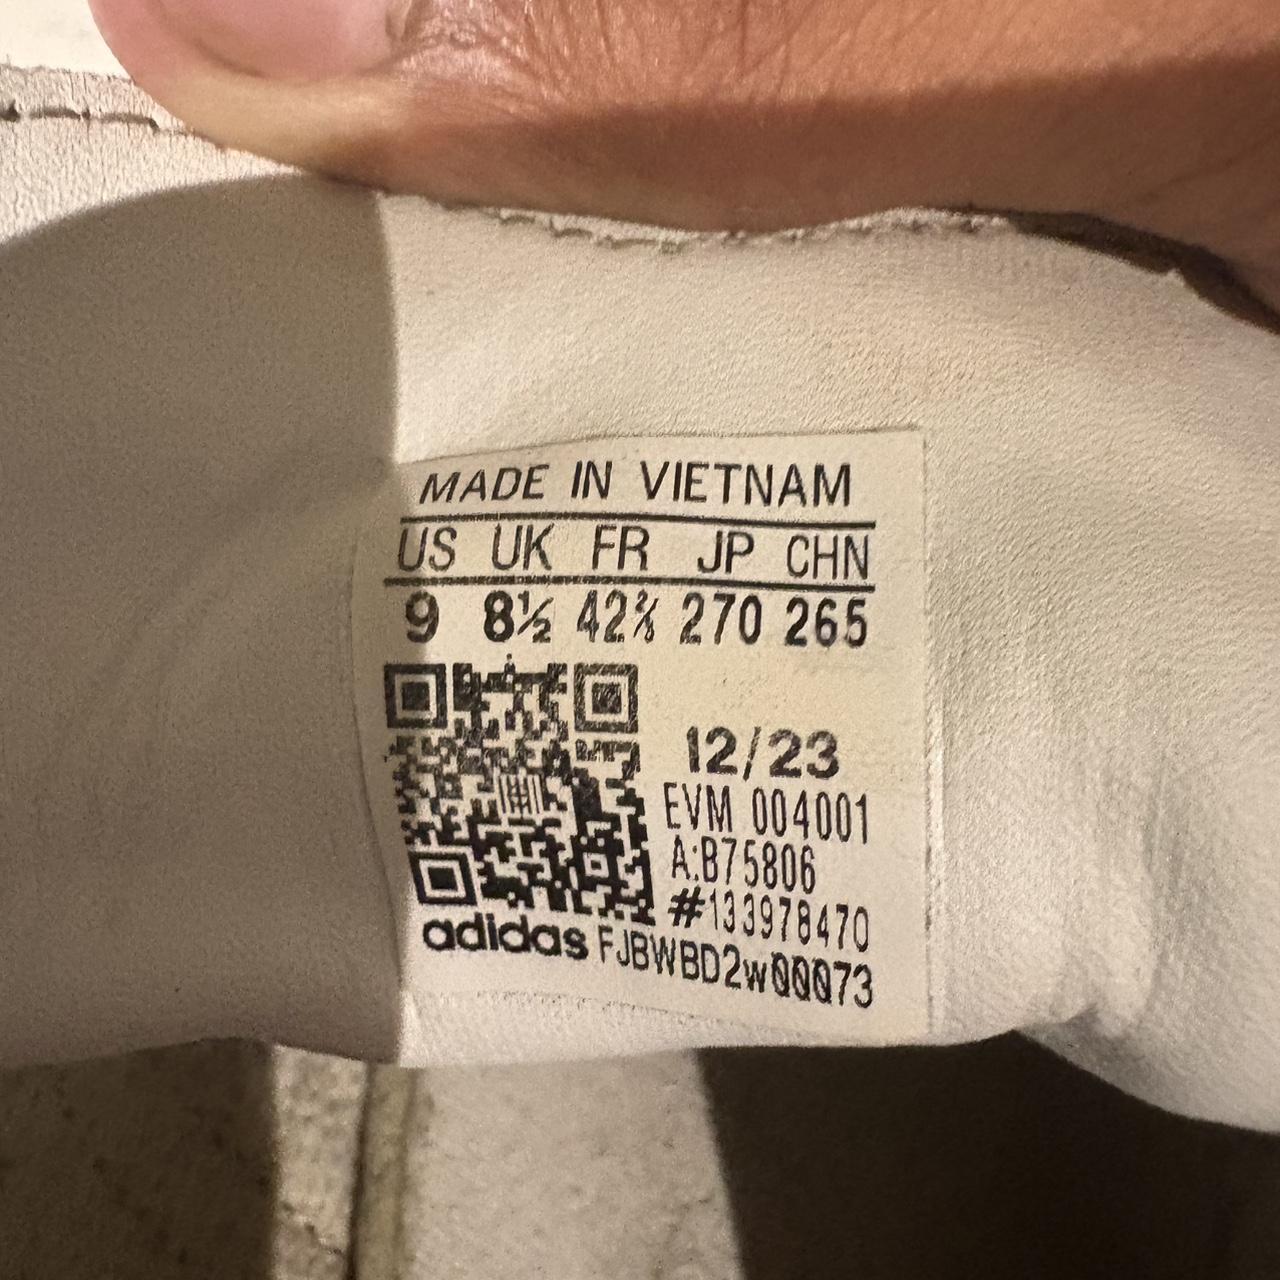 MADE IN VIETNAM
US UK FR JP CHN
9 8½ 42⅔ 270 265
12/23
EVM 004001
A:B75806
#133978470
adidas FJBWBD2w00073